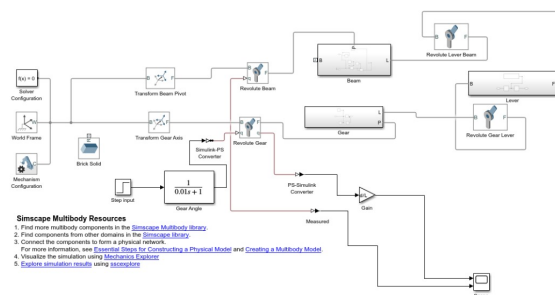 Revolute Lever Beam
Beam
Revolute Beam
Transform Beam Pivot
f(x) = 0
Solver
Configuration
Lever
World Frame
Transform Gear Axis
Brick Solid
Simulink-PS
Converter
Revolute Gear
Gear
Revolute Gear Lever
Mechanism
Configuration
Step input
1
0.01s + 1
Gear Angle
PS-Simulink
Converter
Gain
Measured
Simscape Multibody Resources
1. Find more multibody components in the Simscape Multibody library.
2. Find components from other domains in the Simscape library.
3. Connect the components to form a physical network.
For more information, see Essential Steps for Constructing a Physical Model and Creating a Multibody Model.
4. Visualize the simulation using Mechanics Explorer
5. Explore simulation results using sscexplore